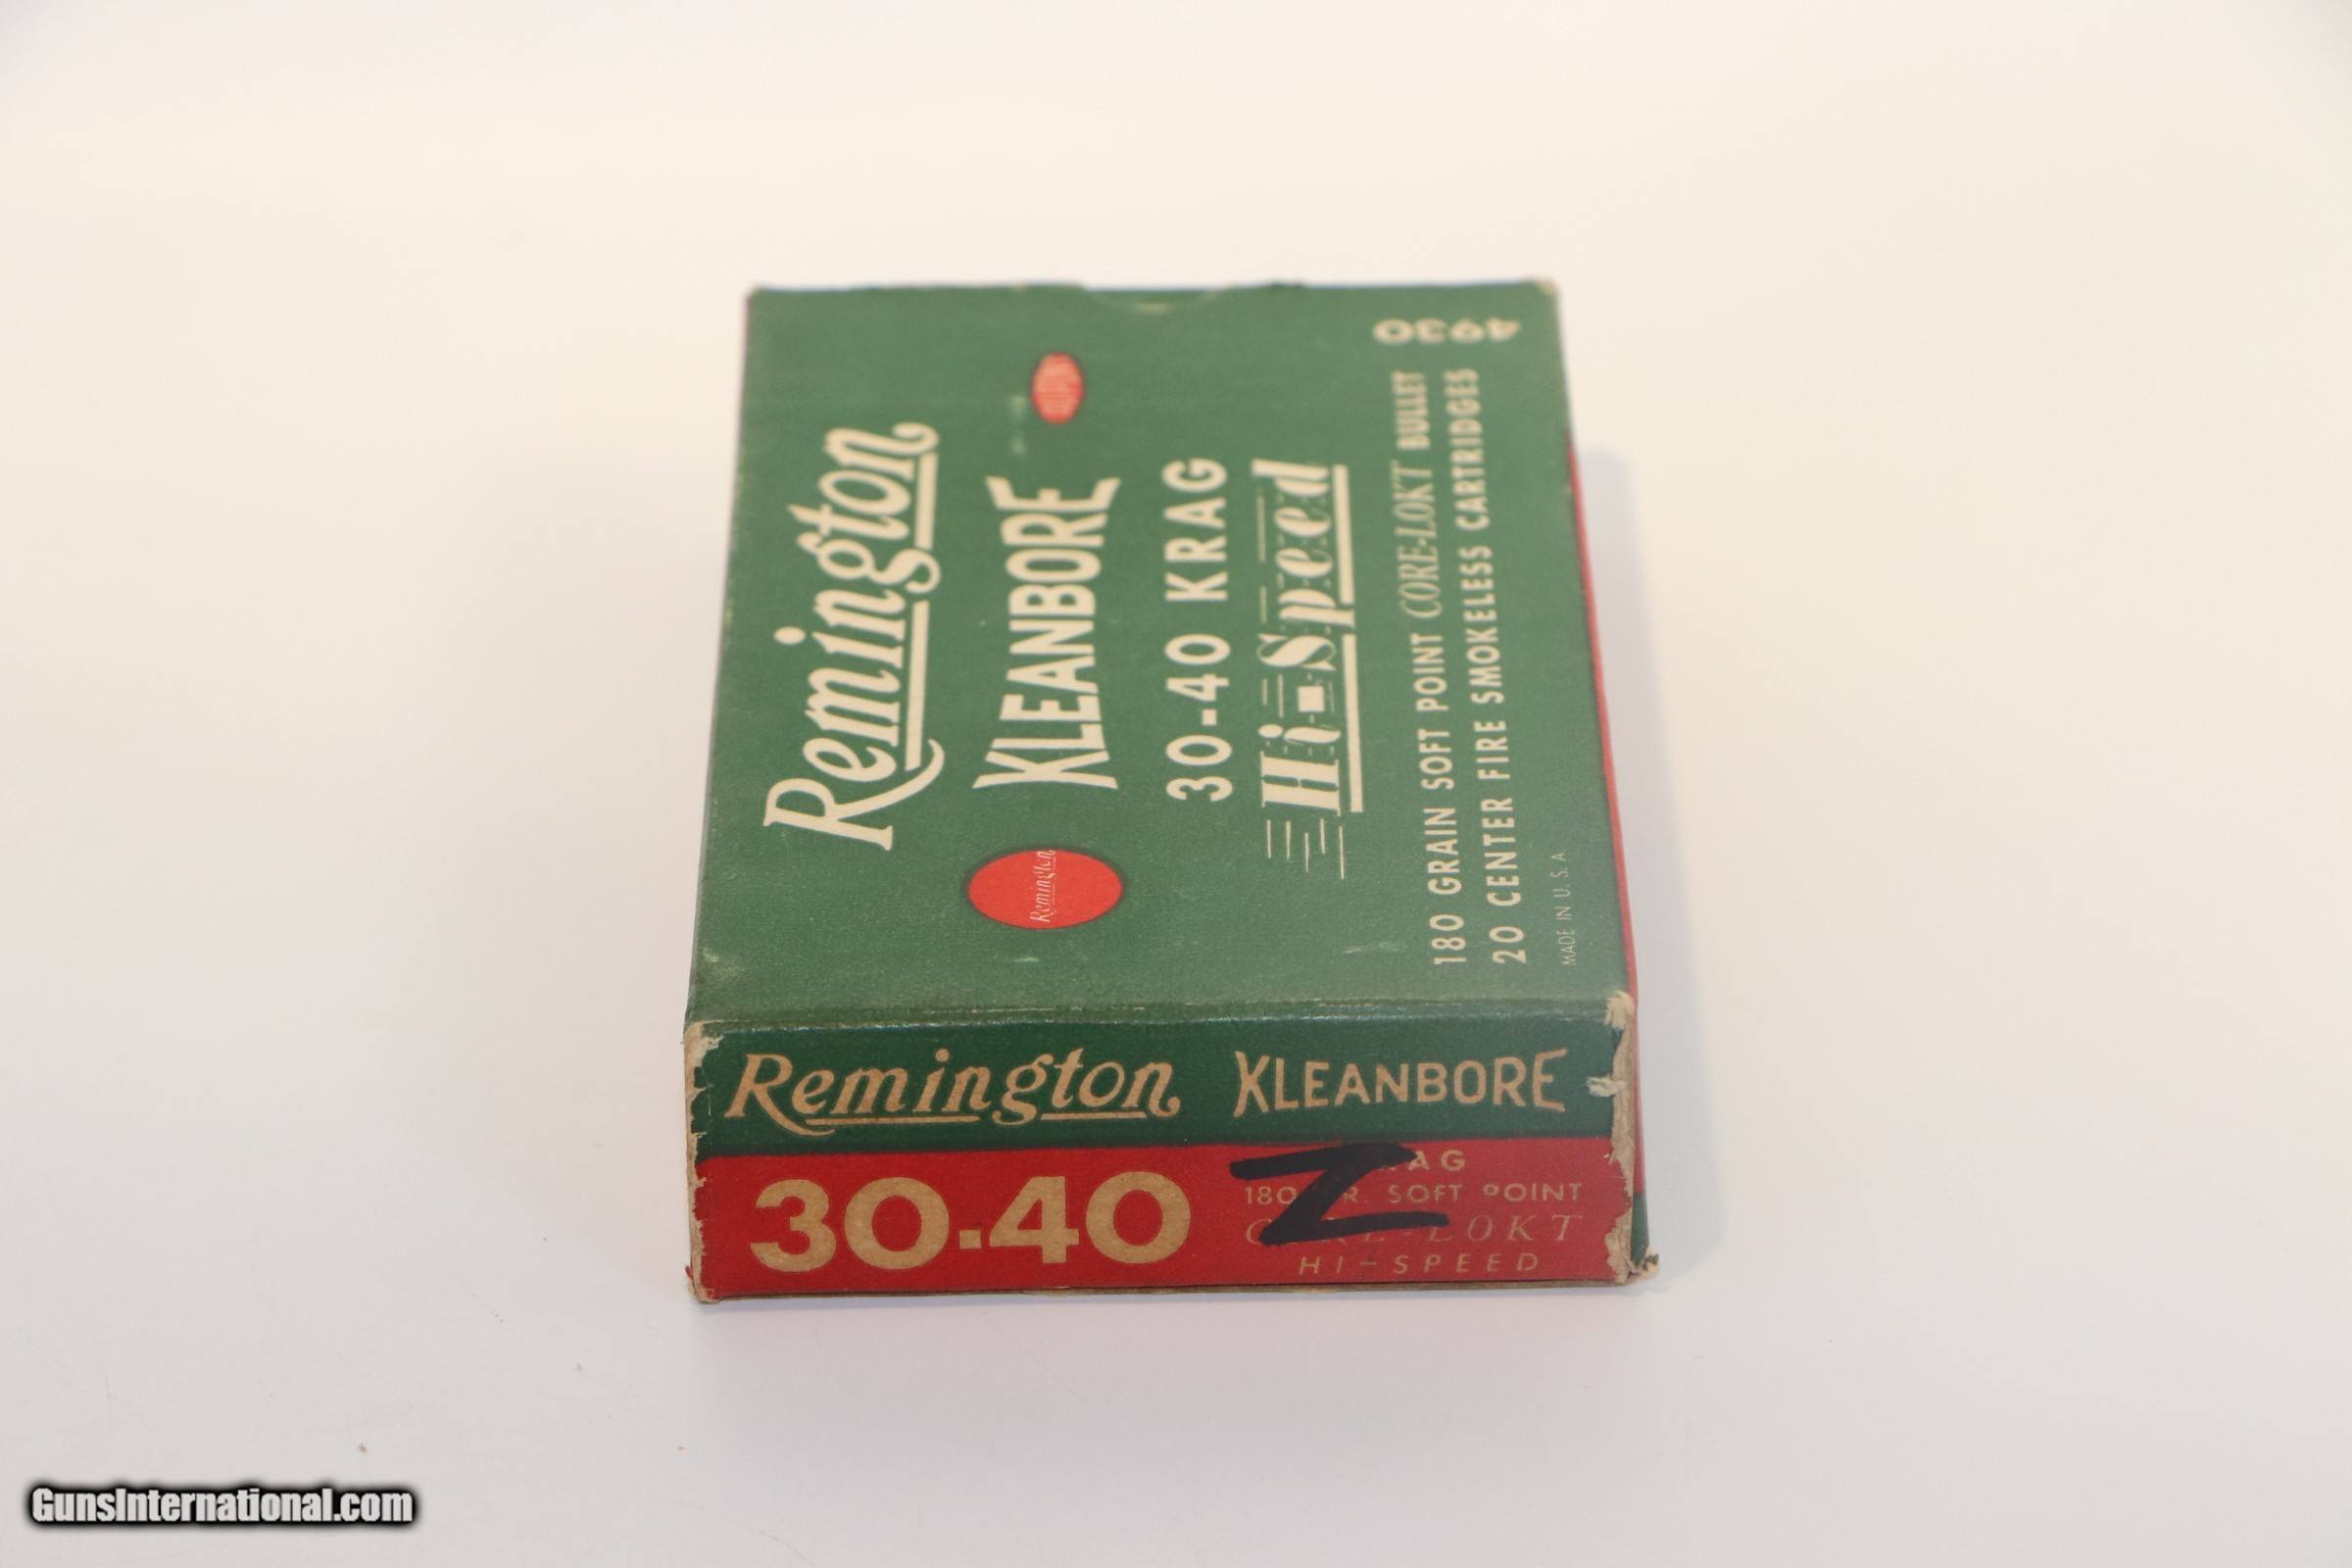 Remington
KLEANBORE
Remington
30-40 KRAG
Hi-Speed
180 GRAIN SOFT POINT CORE-LOKT BULLET
20 CENTER FIRE SMOKELESS CARTRIDGES
MADE IN U.S.A.
Remington KLEANBORE
30-40
180 R. SOFT POINT
HI-SPEED
Z
GunsInternational.com